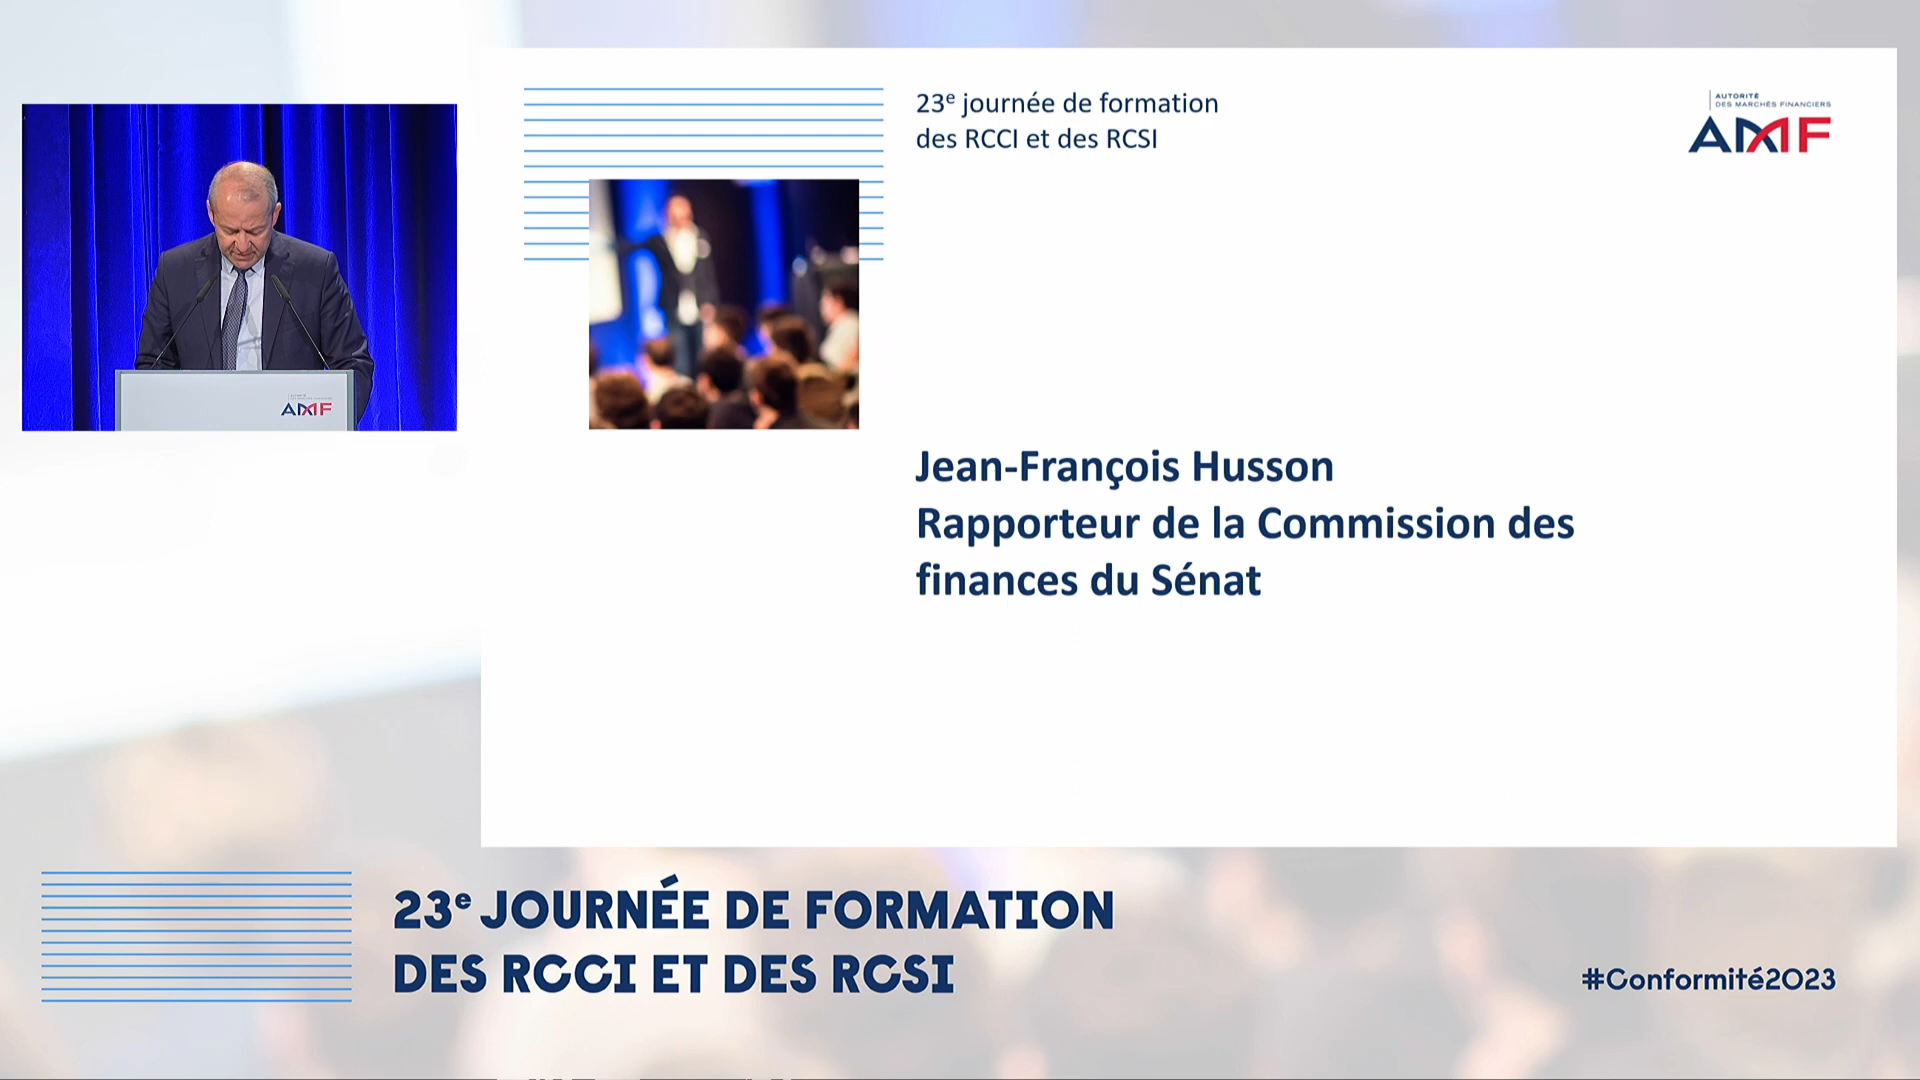 23e journée de formation
des RCCI et des RCSI
AUTORITÉ
DES MARCHÉS FINANCIERS
AMF
AMF
Jean-François Husson
Rapporteur de la Commission des
finances du Sénat
23e JOURNÉE DE FORMATION
DES RCCI ET DES RCSI
#Conformité2023